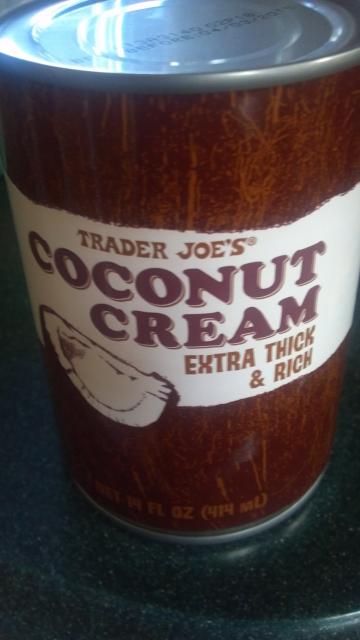 TRADER JOE'S®
COCONUT
CREAM
EXTRA THICK
& RICH
NET 14 FL OZ (414 mL)